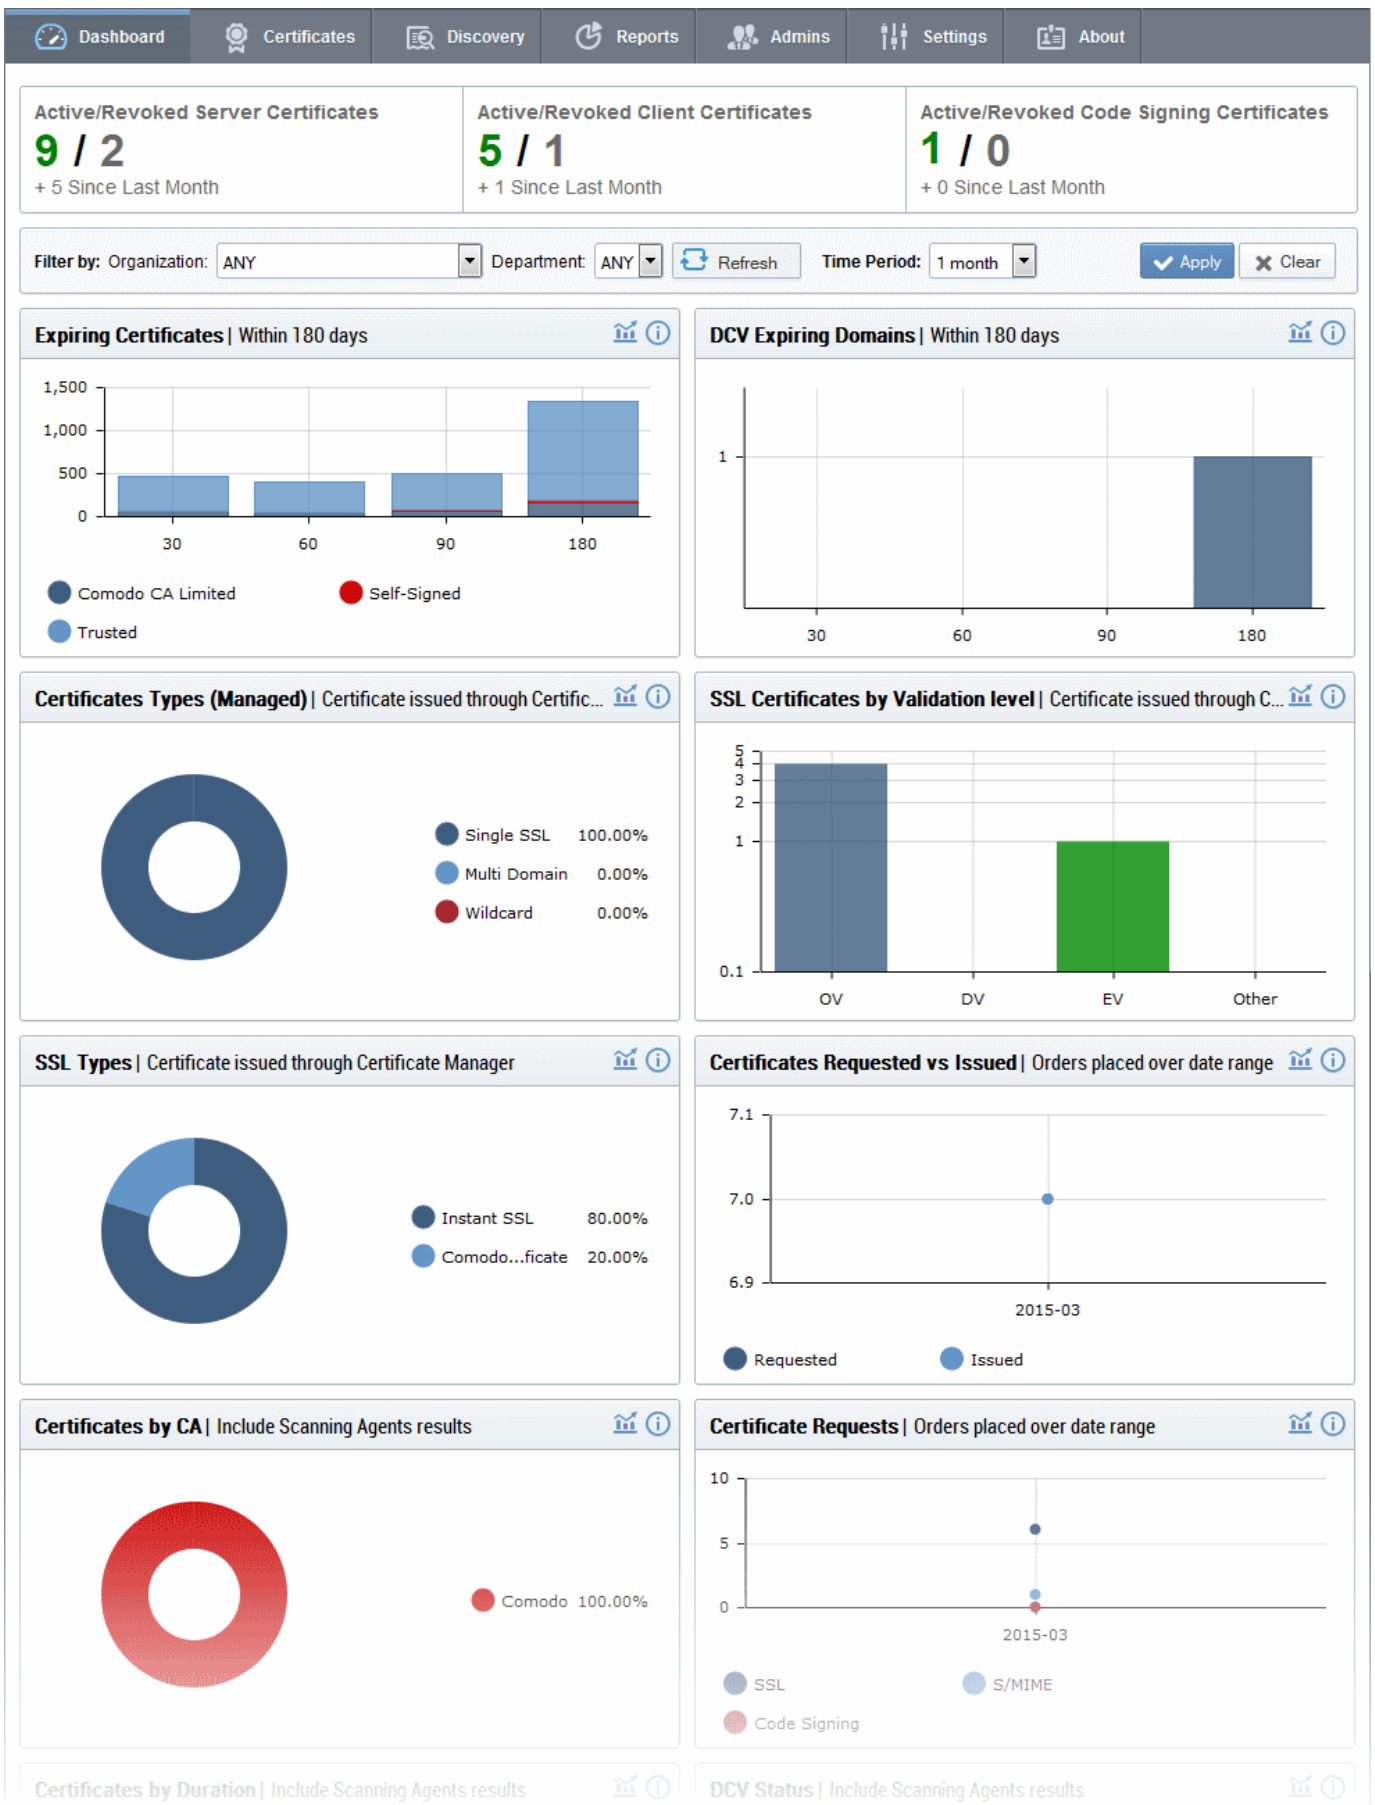 Dashboard Certificates Discovery Reports Admins Settings About
Active/Revoked Server Certificates
9 / 2
+ 5 Since Last Month
Active/Revoked Client Certificates
5 / 1
+ 1 Since Last Month
Active/Revoked Code Signing Certificates
1 / 0
+ 0 Since Last Month
Filter by: Organization: ANY Department: ANY Refresh Time Period: 1 month Apply Clear
Expiring Certificates | Within 180 days
1,500
1,000
500
0
30 60 90 180
Comodo CA Limited Self-Signed
Trusted
DCV Expiring Domains | Within 180 days
1
30 60 90 180
Certificates Types (Managed) | Certificate issued through Certific...
Single SSL 100.00%
Multi Domain 0.00%
Wildcard 0.00%
SSL Certificates by Validation level | Certificate issued through C...
5
4
3
2
1
0.1
OV DV EV Other
SSL Types | Certificate issued through Certificate Manager
Instant SSL 80.00%
Comodo...ficate 20.00%
Certificates Requested vs Issued | Orders placed over date range
7.1
7.0
6.9
2015-03
Requested Issued
Certificates by CA | Include Scanning Agents results
Comodo 100.00%
Certificate Requests | Orders placed over date range
10
5
0
2015-03
SSL S/MIME
Code Signing
Certificates by Duration | Include Scanning Agents results
DCV Status | Include Scanning Agents results